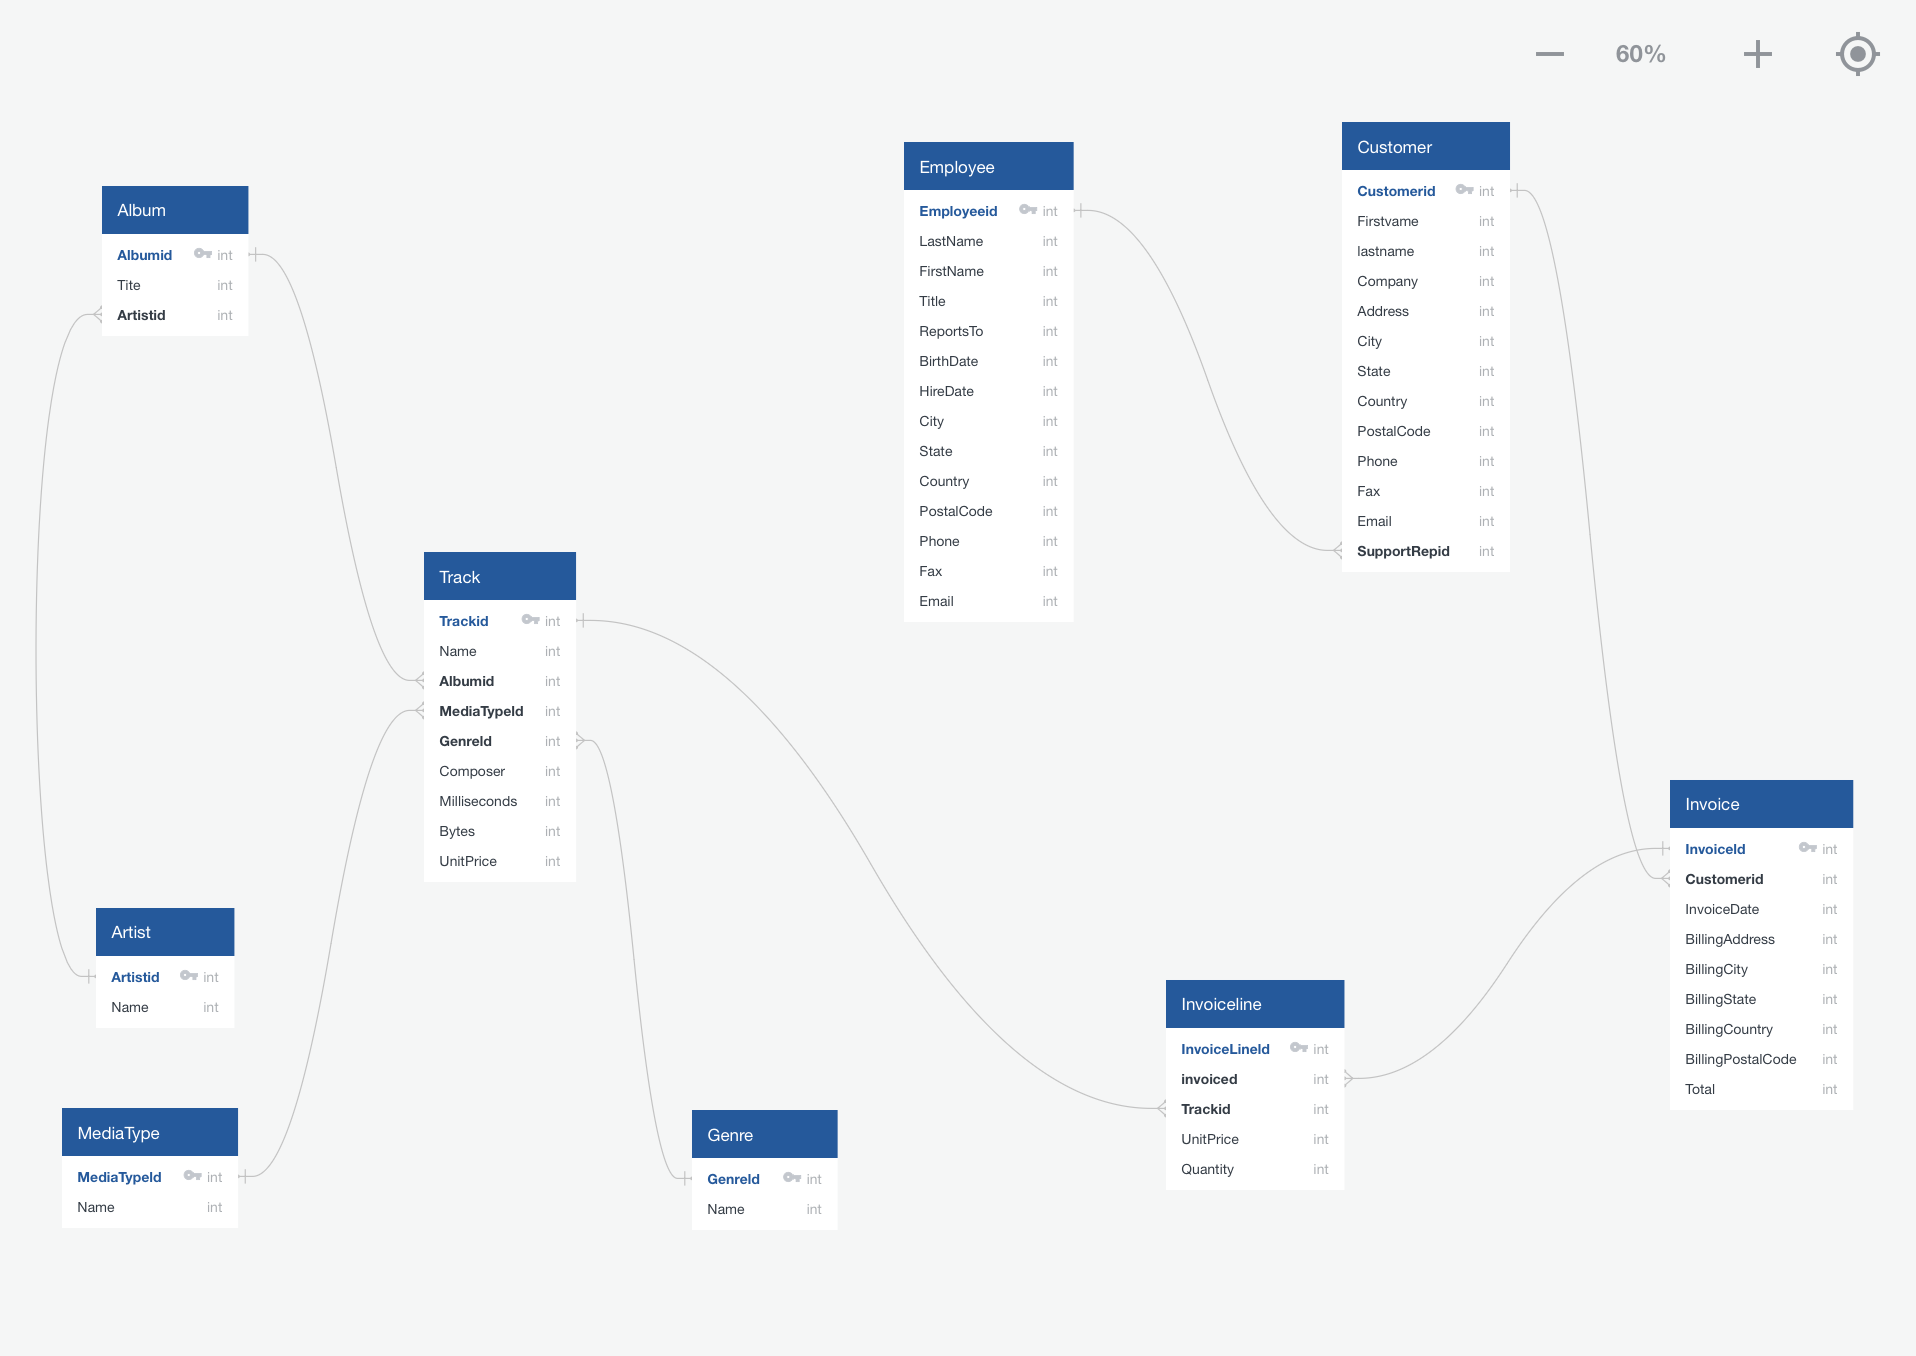 60%
Album
Albumid int
Tite int
Artistid int
Employee
Employeeid int
LastName int
FirstName int
Title int
ReportsTo int
BirthDate int
HireDate int
City int
State int
Country int
PostalCode int
Phone int
Fax int
Email int
Customer
Customerid int
Firstvame int
lastname int
Company int
Address int
City int
State int
Country int
PostalCode int
Phone int
Fax int
Email int
SupportRepid int
Track
Trackid int
Name int
Albumid int
MediaTypeId int
GenreId int
Composer int
Milliseconds int
Bytes int
UnitPrice int
Invoice
InvoiceId int
Customerid int
InvoiceDate int
BillingAddress int
BillingCity int
BillingState int
BillingCountry int
BillingPostalCode int
Total int
Artist
Artistid int
Name int
Invoiceline
InvoiceLineId int
invoiced int
Trackid int
UnitPrice int
Quantity int
MediaType
MediaTypeId int
Name int
Genre
GenreId int
Name int